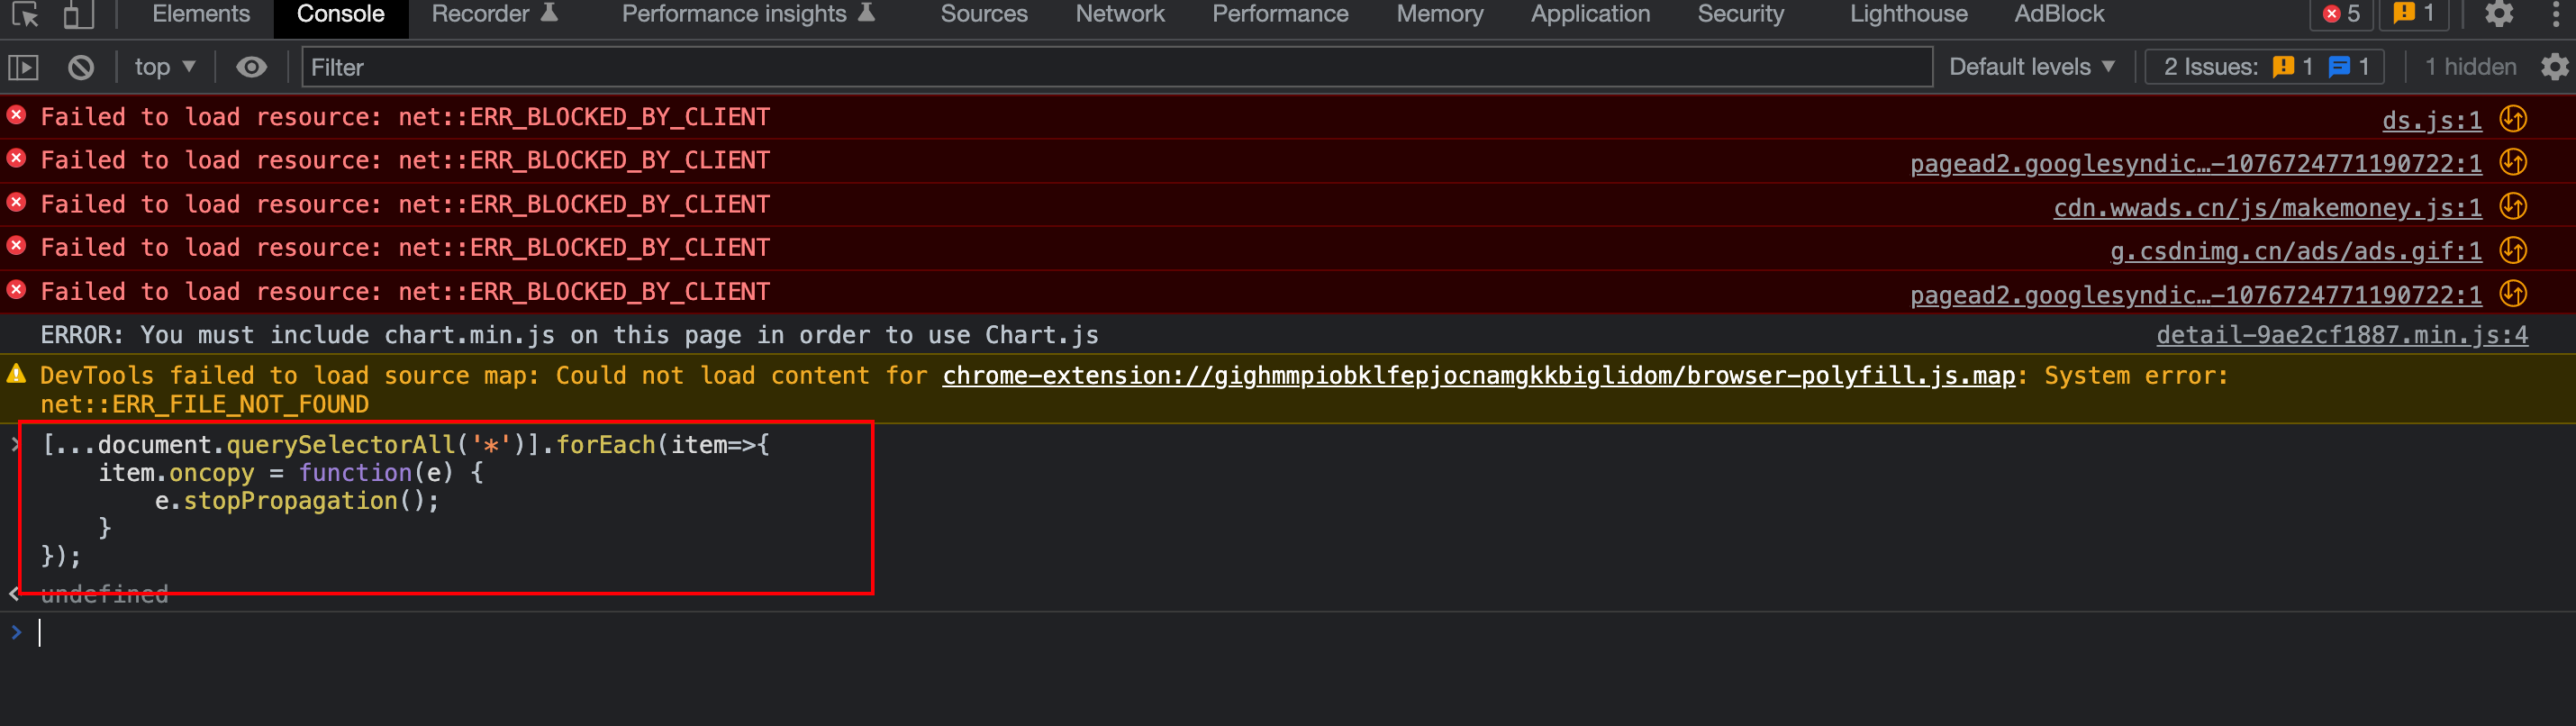 Elements Console Recorder Performance insights Sources Network Performance Memory Application Security Lighthouse AdBlock 5 1
top Filter Default levels 2 Issues: 1 1 1 hidden
Failed to load resource: net::ERR_BLOCKED_BY_CLIENT ds.js:1
Failed to load resource: net::ERR_BLOCKED_BY_CLIENT pagead2.googlesyndic…-1076724771190722:1
Failed to load resource: net::ERR_BLOCKED_BY_CLIENT cdn.wwads.cn/js/makemoney.js:1
Failed to load resource: net::ERR_BLOCKED_BY_CLIENT g.csdnimg.cn/ads/ads.gif:1
Failed to load resource: net::ERR_BLOCKED_BY_CLIENT pagead2.googlesyndic…-1076724771190722:1
ERROR: You must include chart.min.js on this page in order to use Chart.js detail-9ae2cf1887.min.js:4
DevTools failed to load source map: Could not load content for chrome-extension://gighmmpiobklfepjocnamgkkbiglidom/browser-polyfill.js.map: System error:
net::ERR_FILE_NOT_FOUND
> [...document.querySelectorAll('*')].forEach(item=>{
item.oncopy = function(e) {
e.stopPropagation();
}
});
< undefined
>